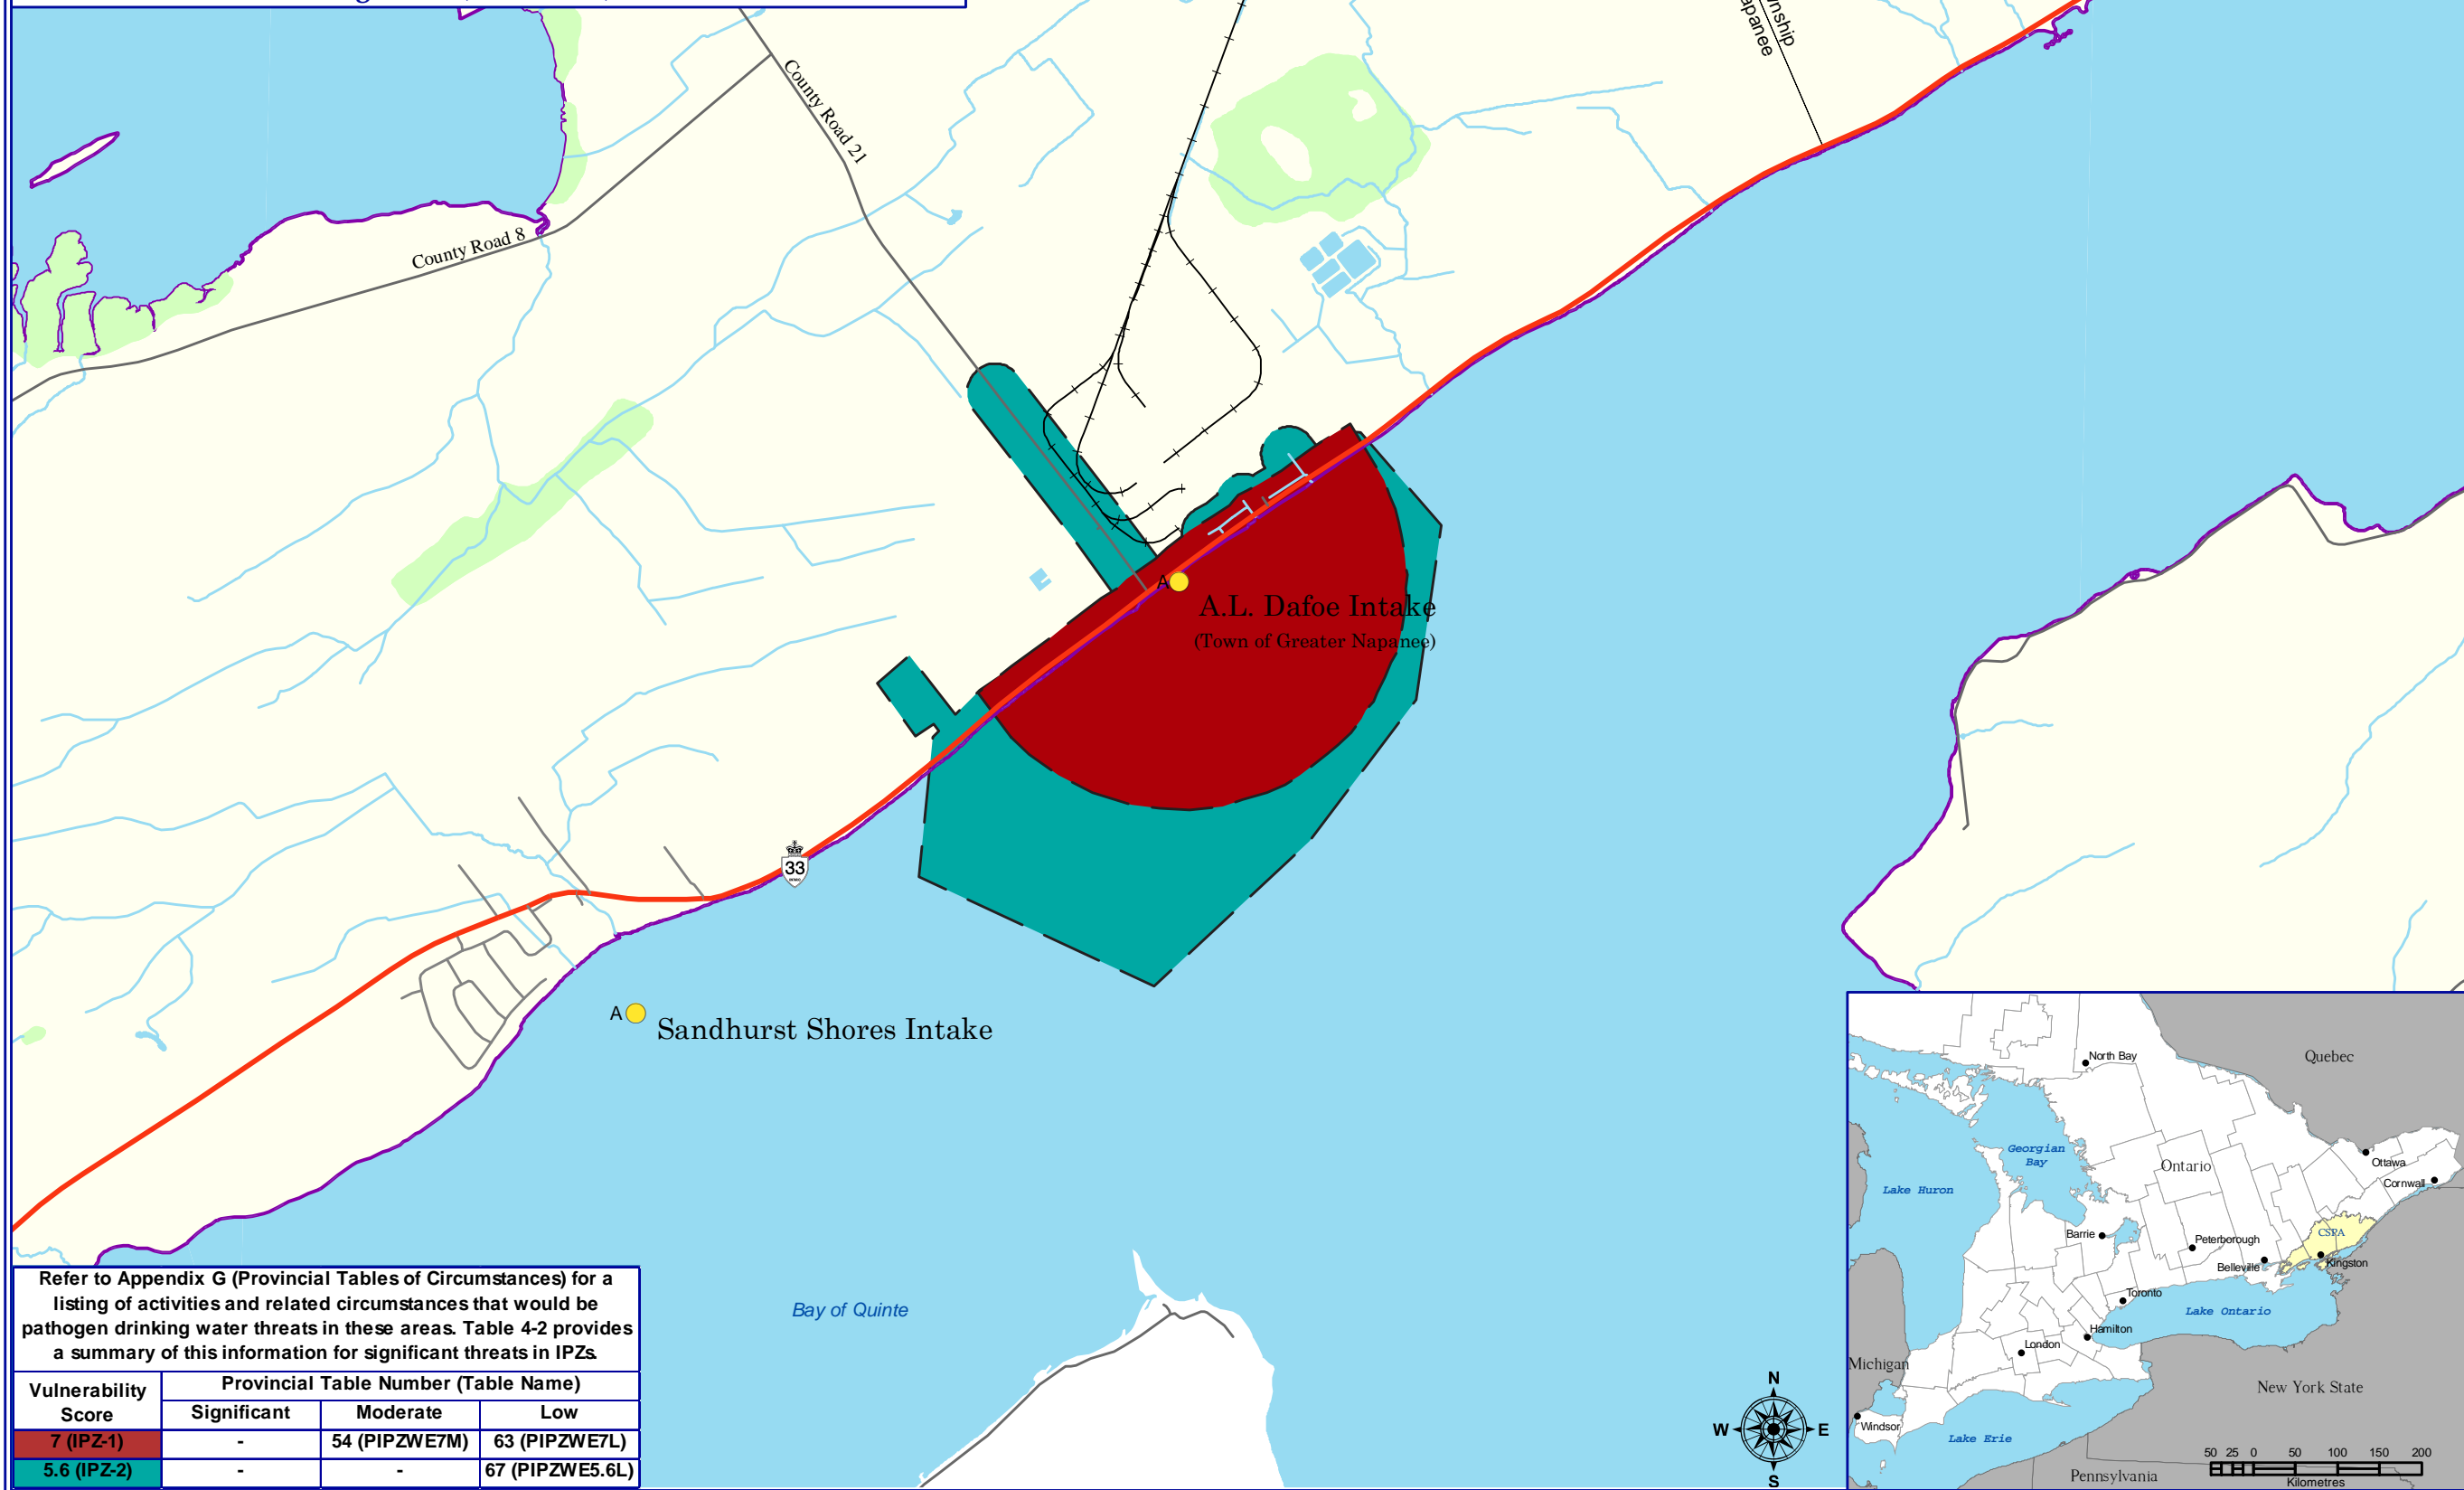 nship
apanee
County Road 21
County Road 8
A
A.L. Dafoe Intake
(Town of Greater Napanee)
33
A
Sandhurst Shores Intake
Bay of Quinte
Refer to Appendix G (Provincial Tables of Circumstances) for a
listing of activities and related circumstances that would be
pathogen drinking water threats in these areas. Table 4-2 provides
a summary of this information for significant threats in IPZs.
Vulnerability
Score
Provincial Table Number (Table Name)
Significant
Moderate
Low
7 (IPZ-1)
-
54 (PIPZWE7M)
63 (PIPZWE7L)
5.6 (IPZ-2)
-
-
67 (PIPZWE5.6L)
N
W
E
S
North Bay
Quebec
Georgian
Bay
Ontario
Ottawa
Lake Huron
Cornwall
Barrie
Peterborough
CSPA
Belleville
Kingston
Toronto
Lake Ontario
Hamilton
London
Michigan
New York State
Windsor
Lake Erie
50 25 0 50 100 150 200
Kilometres
Pennsylvania